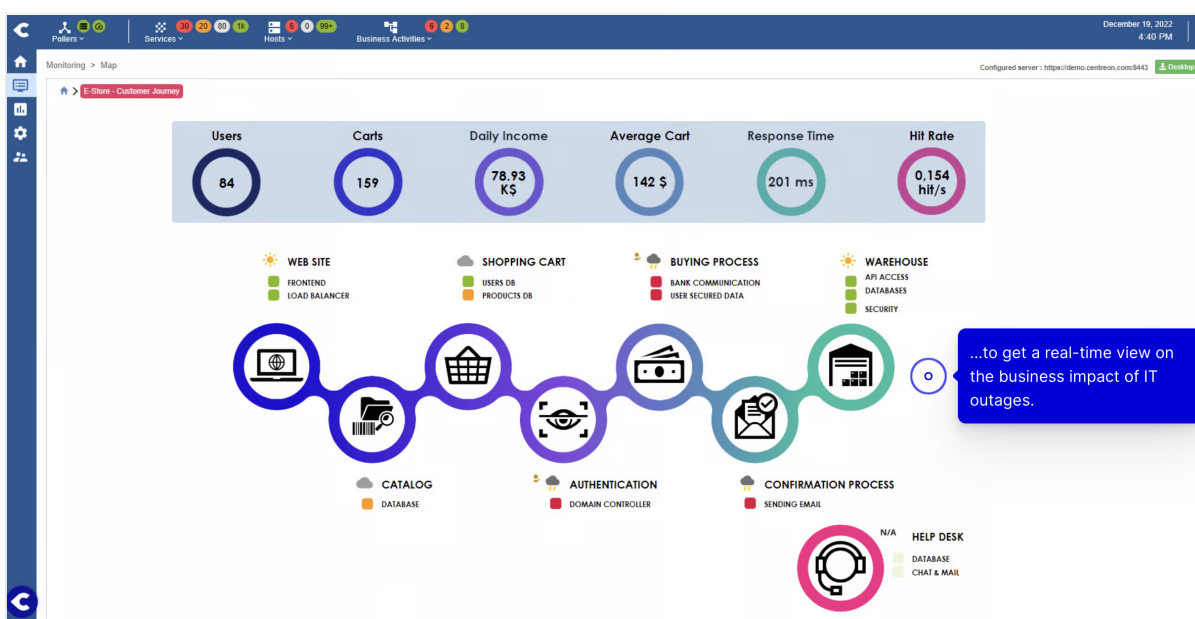 December 19, 2022
4:40 PM
30 20 80 1k
6 0 99+
6 2 8
Pollers
Services
Hosts
Business Activities
Monitoring > Map
Configured server : https://demo.centreon.com:8443
Desktop
E-Store - Customer Journey
Users
Carts
Daily Income
Average Cart
Response Time
Hit Rate
84
159
78.93
K$
142 $
201 ms
0,154
hit/s
WEB SITE
FRONTEND
LOAD BALANCER
SHOPPING CART
USERS DB
PRODUCTS DB
BUYING PROCESS
BANK COMMUNICATION
USER SECURED DATA
WAREHOUSE
API ACCESS
DATABASES
SECURITY
...to get a real-time view on
the business impact of IT
outages.
CATALOG
DATABASE
AUTHENTICATION
DOMAIN CONTROLLER
CONFIRMATION PROCESS
SENDING EMAIL
N/A
HELP DESK
DATABASE
CHAT & MAIL